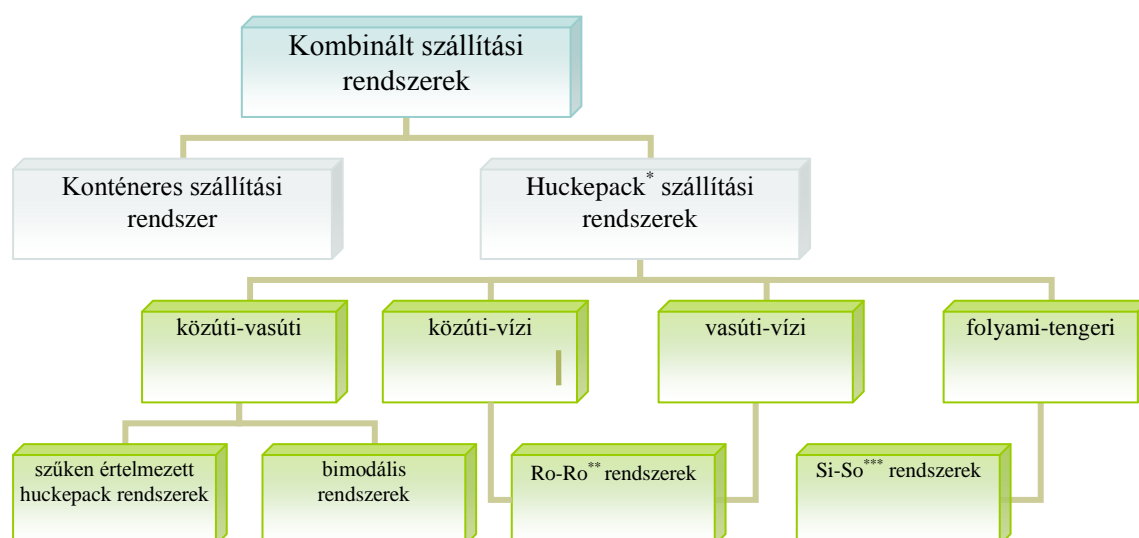 Kombinált szállítási
rendszerek
Konténeres szállítási
rendszer
Huckepack* szállítási
rendszerek
közúti-vasúti
közúti-vízi
vasúti-vízi
folyami-tengeri
szűken értelmezett
huckepack rendszerek
bimodális
rendszerek
Ro-Ro** rendszerek
Si-So*** rendszerek